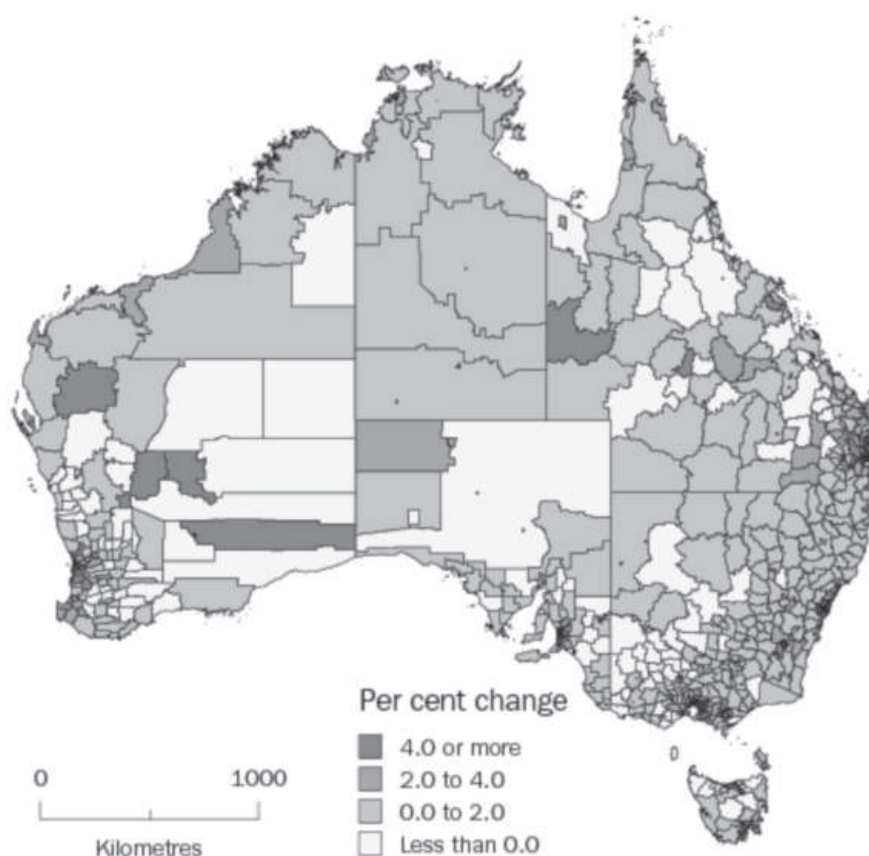 Per cent change
4.0 or more
2.0 to 4.0
0.0 to 2.0
Less than 0.0
0 1000
Kilometres